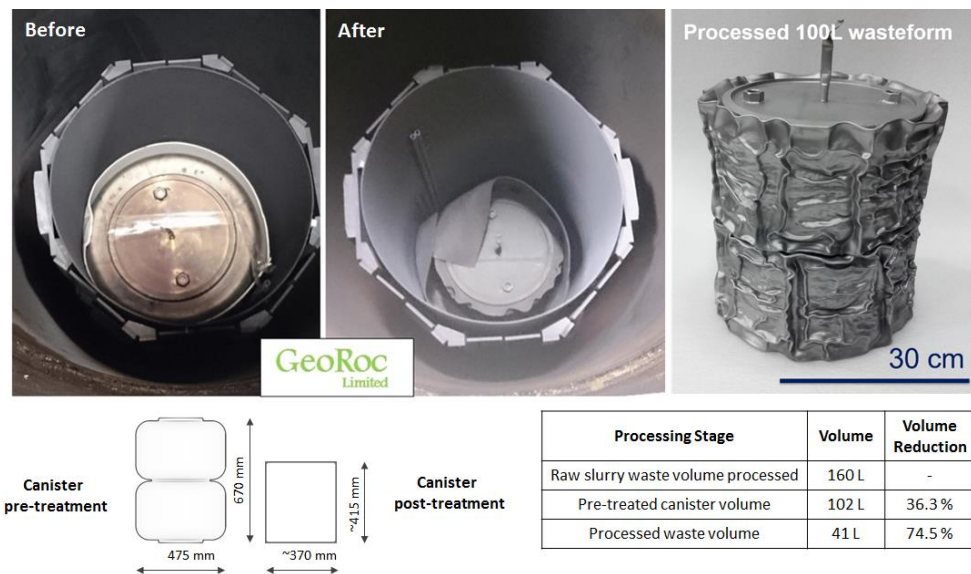 Before
After
Processed 100L wasteform
30 cm
GeoRoc
Limited
Canister
pre-treatment
670 mm
475 mm
~415 mm
~370 mm
Canister
post-treatment
Processing Stage Volume Volume Reduction
Raw slurry waste volume processed 160 L -
Pre-treated canister volume 102 L 36.3 %
Processed waste volume 41 L 74.5 %